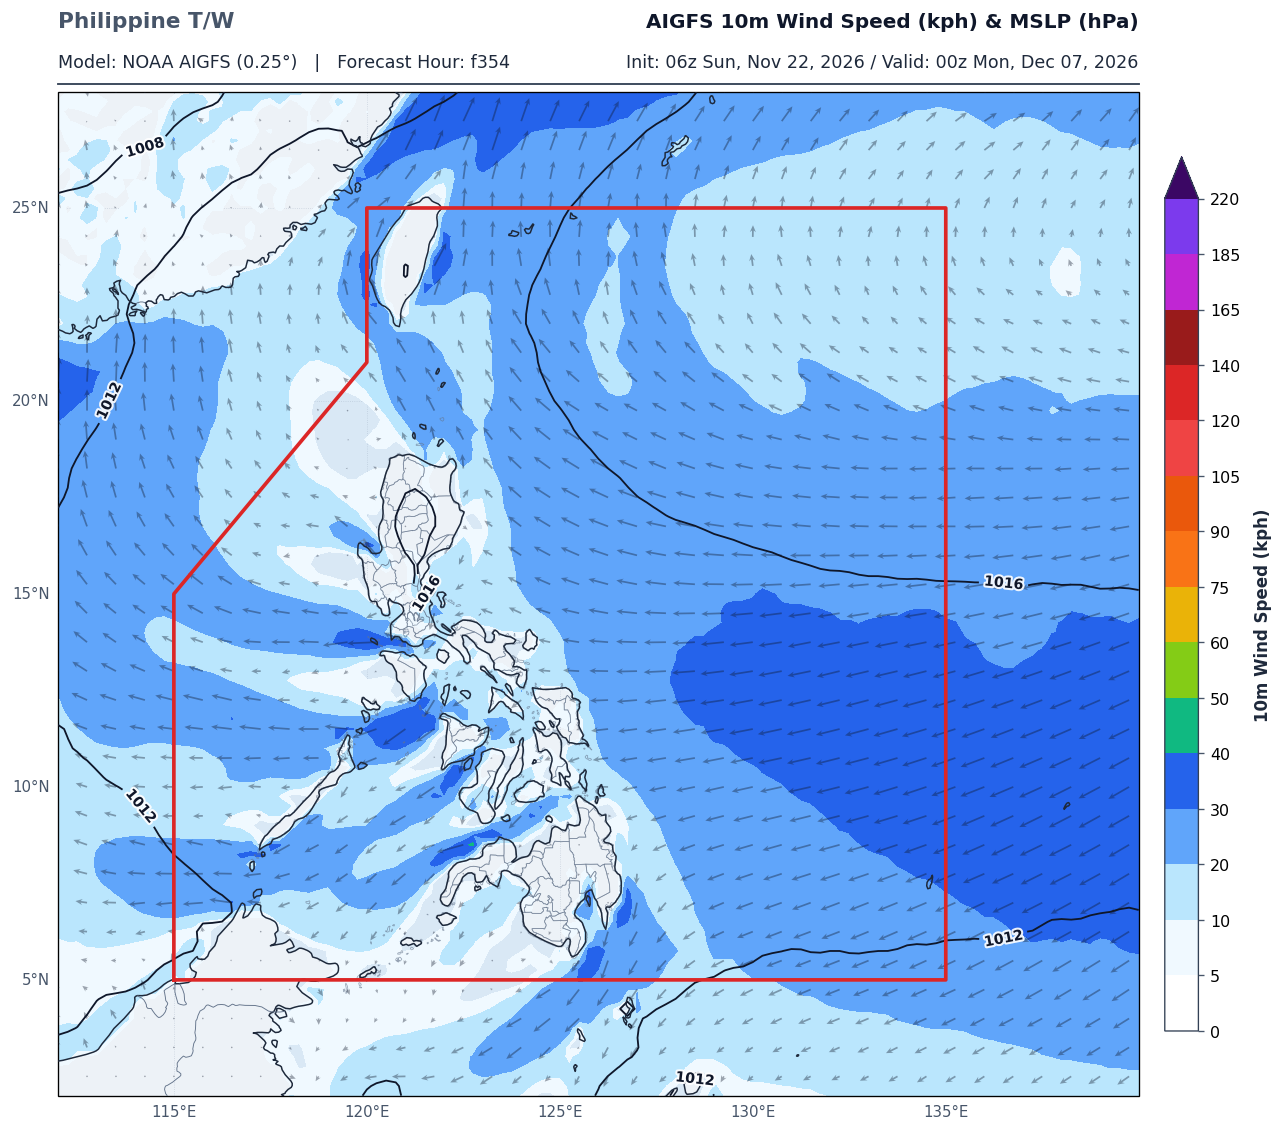 Philippine T/W
AIGFS 10m Wind Speed (kph) & MSLP (hPa)
Model: NOAA AIGFS (0.25°)   |   Forecast Hour: f354
Init: 06z Sun, Nov 22, 2026 / Valid: 00z Mon, Dec 07, 2026
1008
1012
1016
1016
1012
1012
1012
25°N
20°N
15°N
10°N
5°N
115°E
120°E
125°E
130°E
135°E
220
185
165
140
120
105
90
75
60
50
40
30
20
10
5
0
10m Wind Speed (kph)